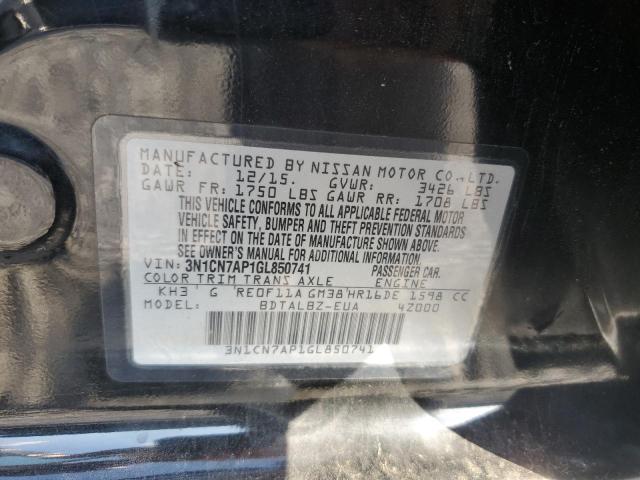 MANUFACTURED BY NISSAN MOTOR CO.,LTD.
DATE: 12/15. GVWR: 3426 LBS
GAWR FR: 1750 LBS GAWR RR: 1708 LBS
THIS VEHICLE CONFORMS TO ALL APPLICABLE FEDERAL MOTOR
VEHICLE SAFETY, BUMPER, AND THEFT PREVENTION STANDARDS
IN EFFECT ON THE DATE OF MANUFACTURE SHOWN ABOVE.
SEE OWNER'S MANUAL FOR ADDITIONAL INFORMATION.
VIN: 3N1CN7AP1GL850741 PASSENGER CAR.
COLOR TRIM TRANS AXLE ENGINE
KH3 G RE0F11A GM38 HR16DE 1598 CC
MODEL: BDTALBZ-EUA 4Z000
3N1CN7AP1GL850741